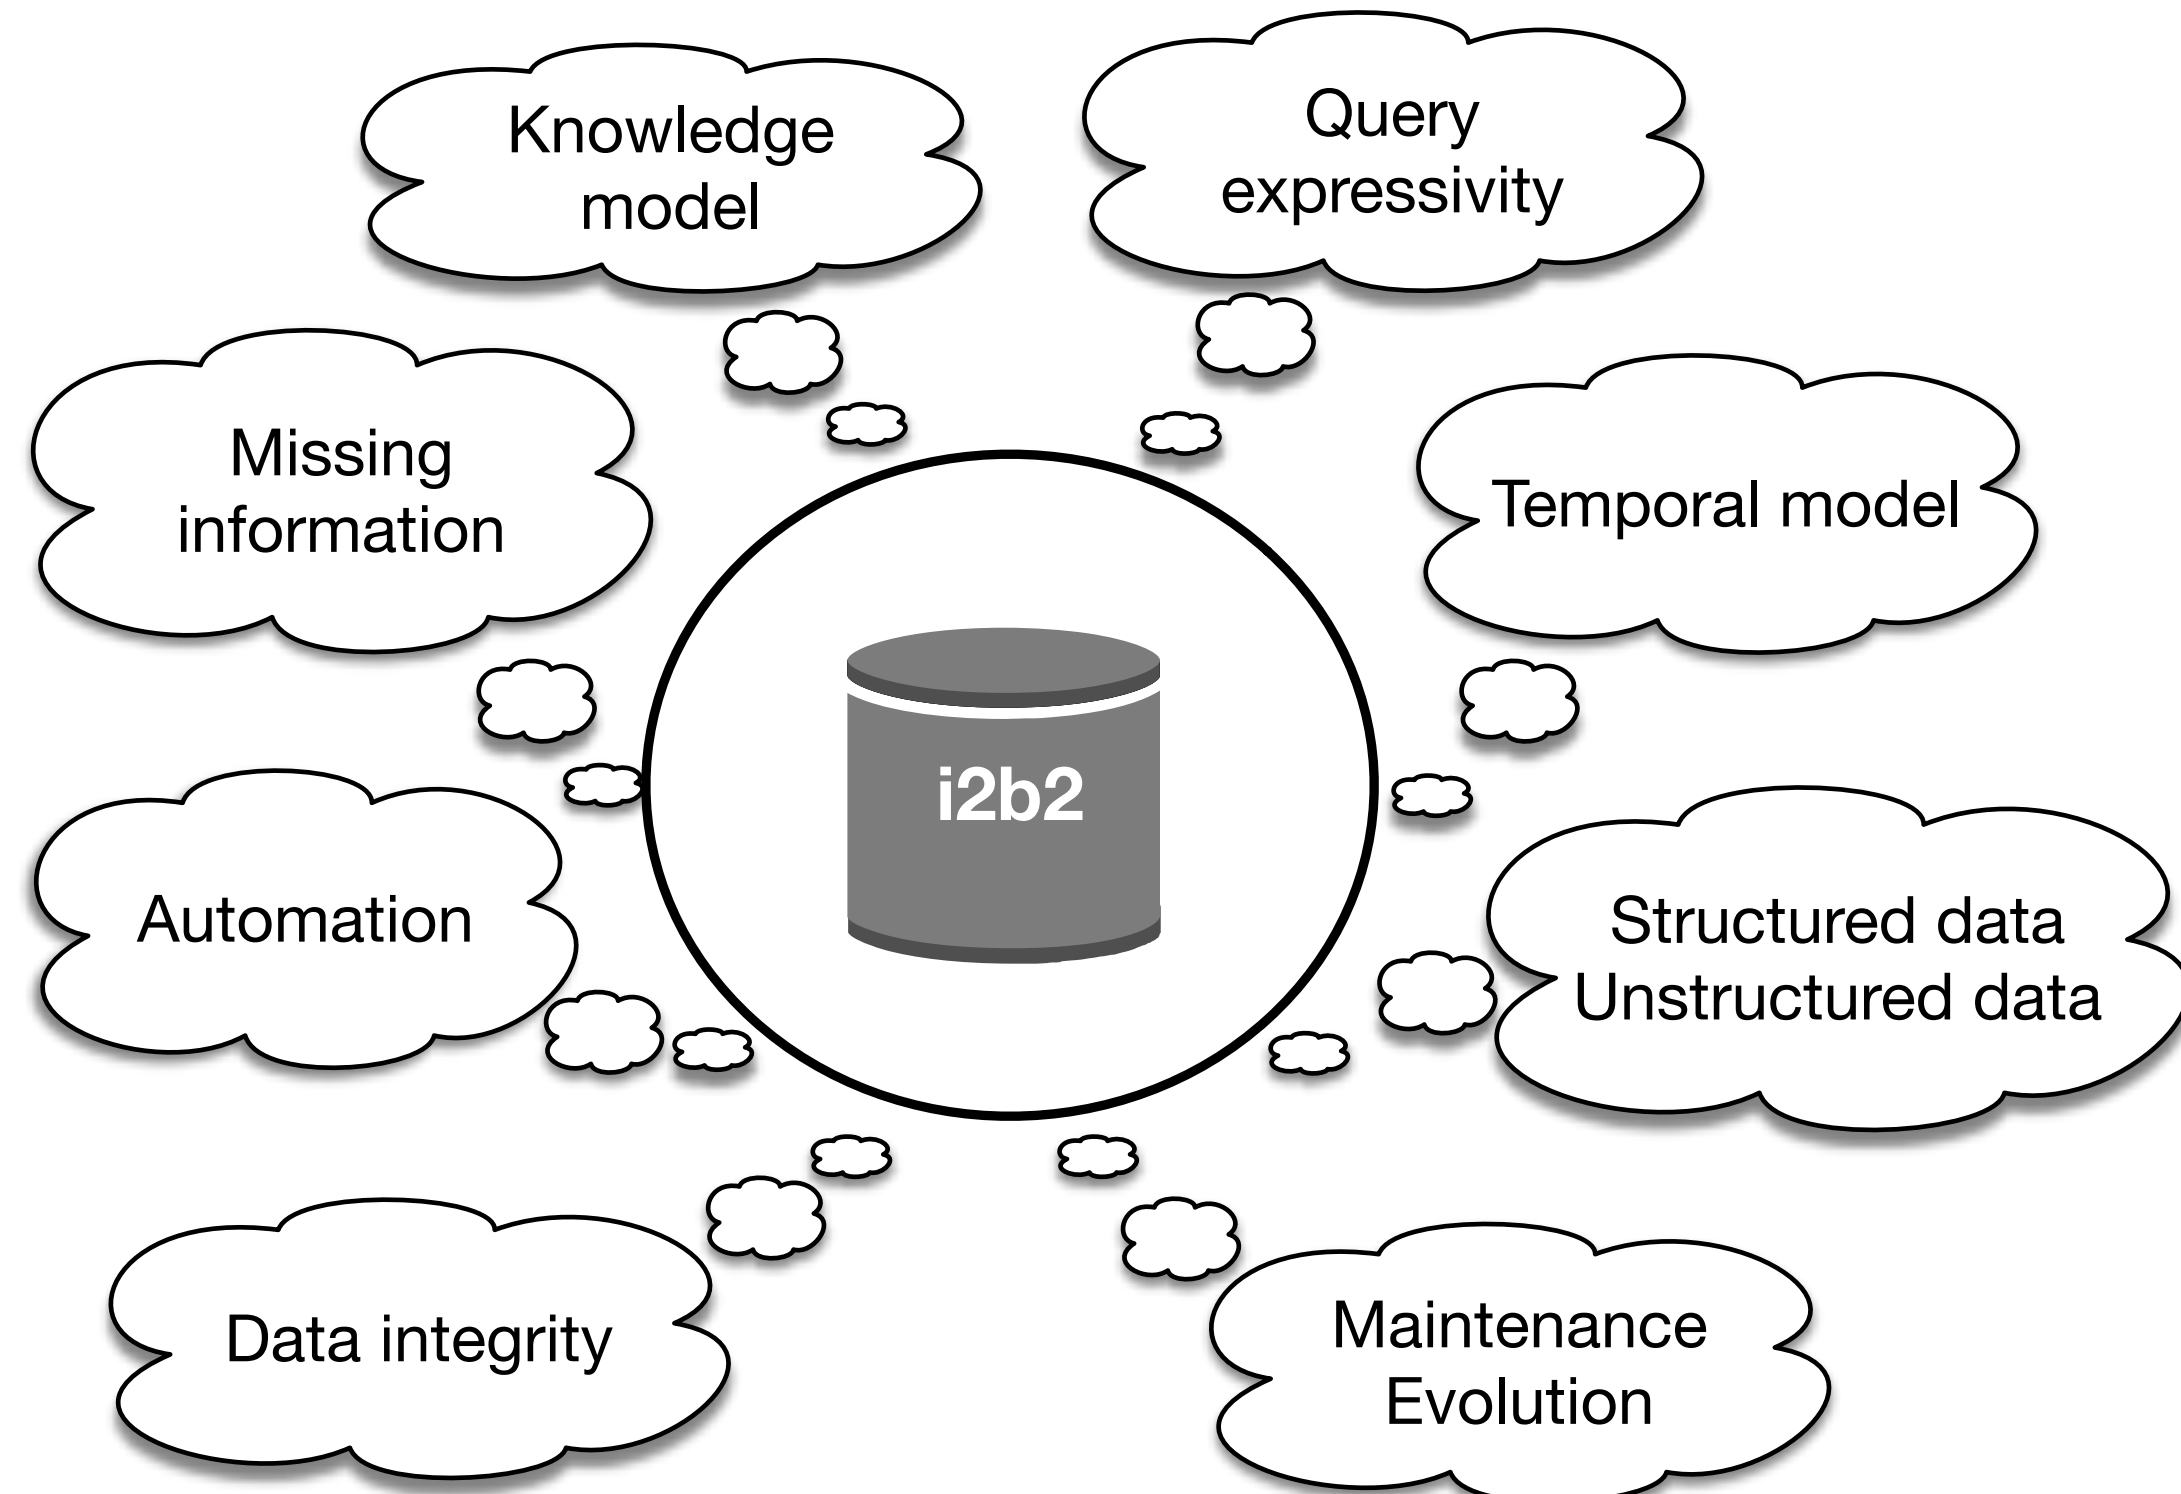 Knowledge
model
Query
expressivity
Missing
information
Temporal model
i2b2
Automation
Structured data
Unstructured data
Data integrity
Maintenance
Evolution